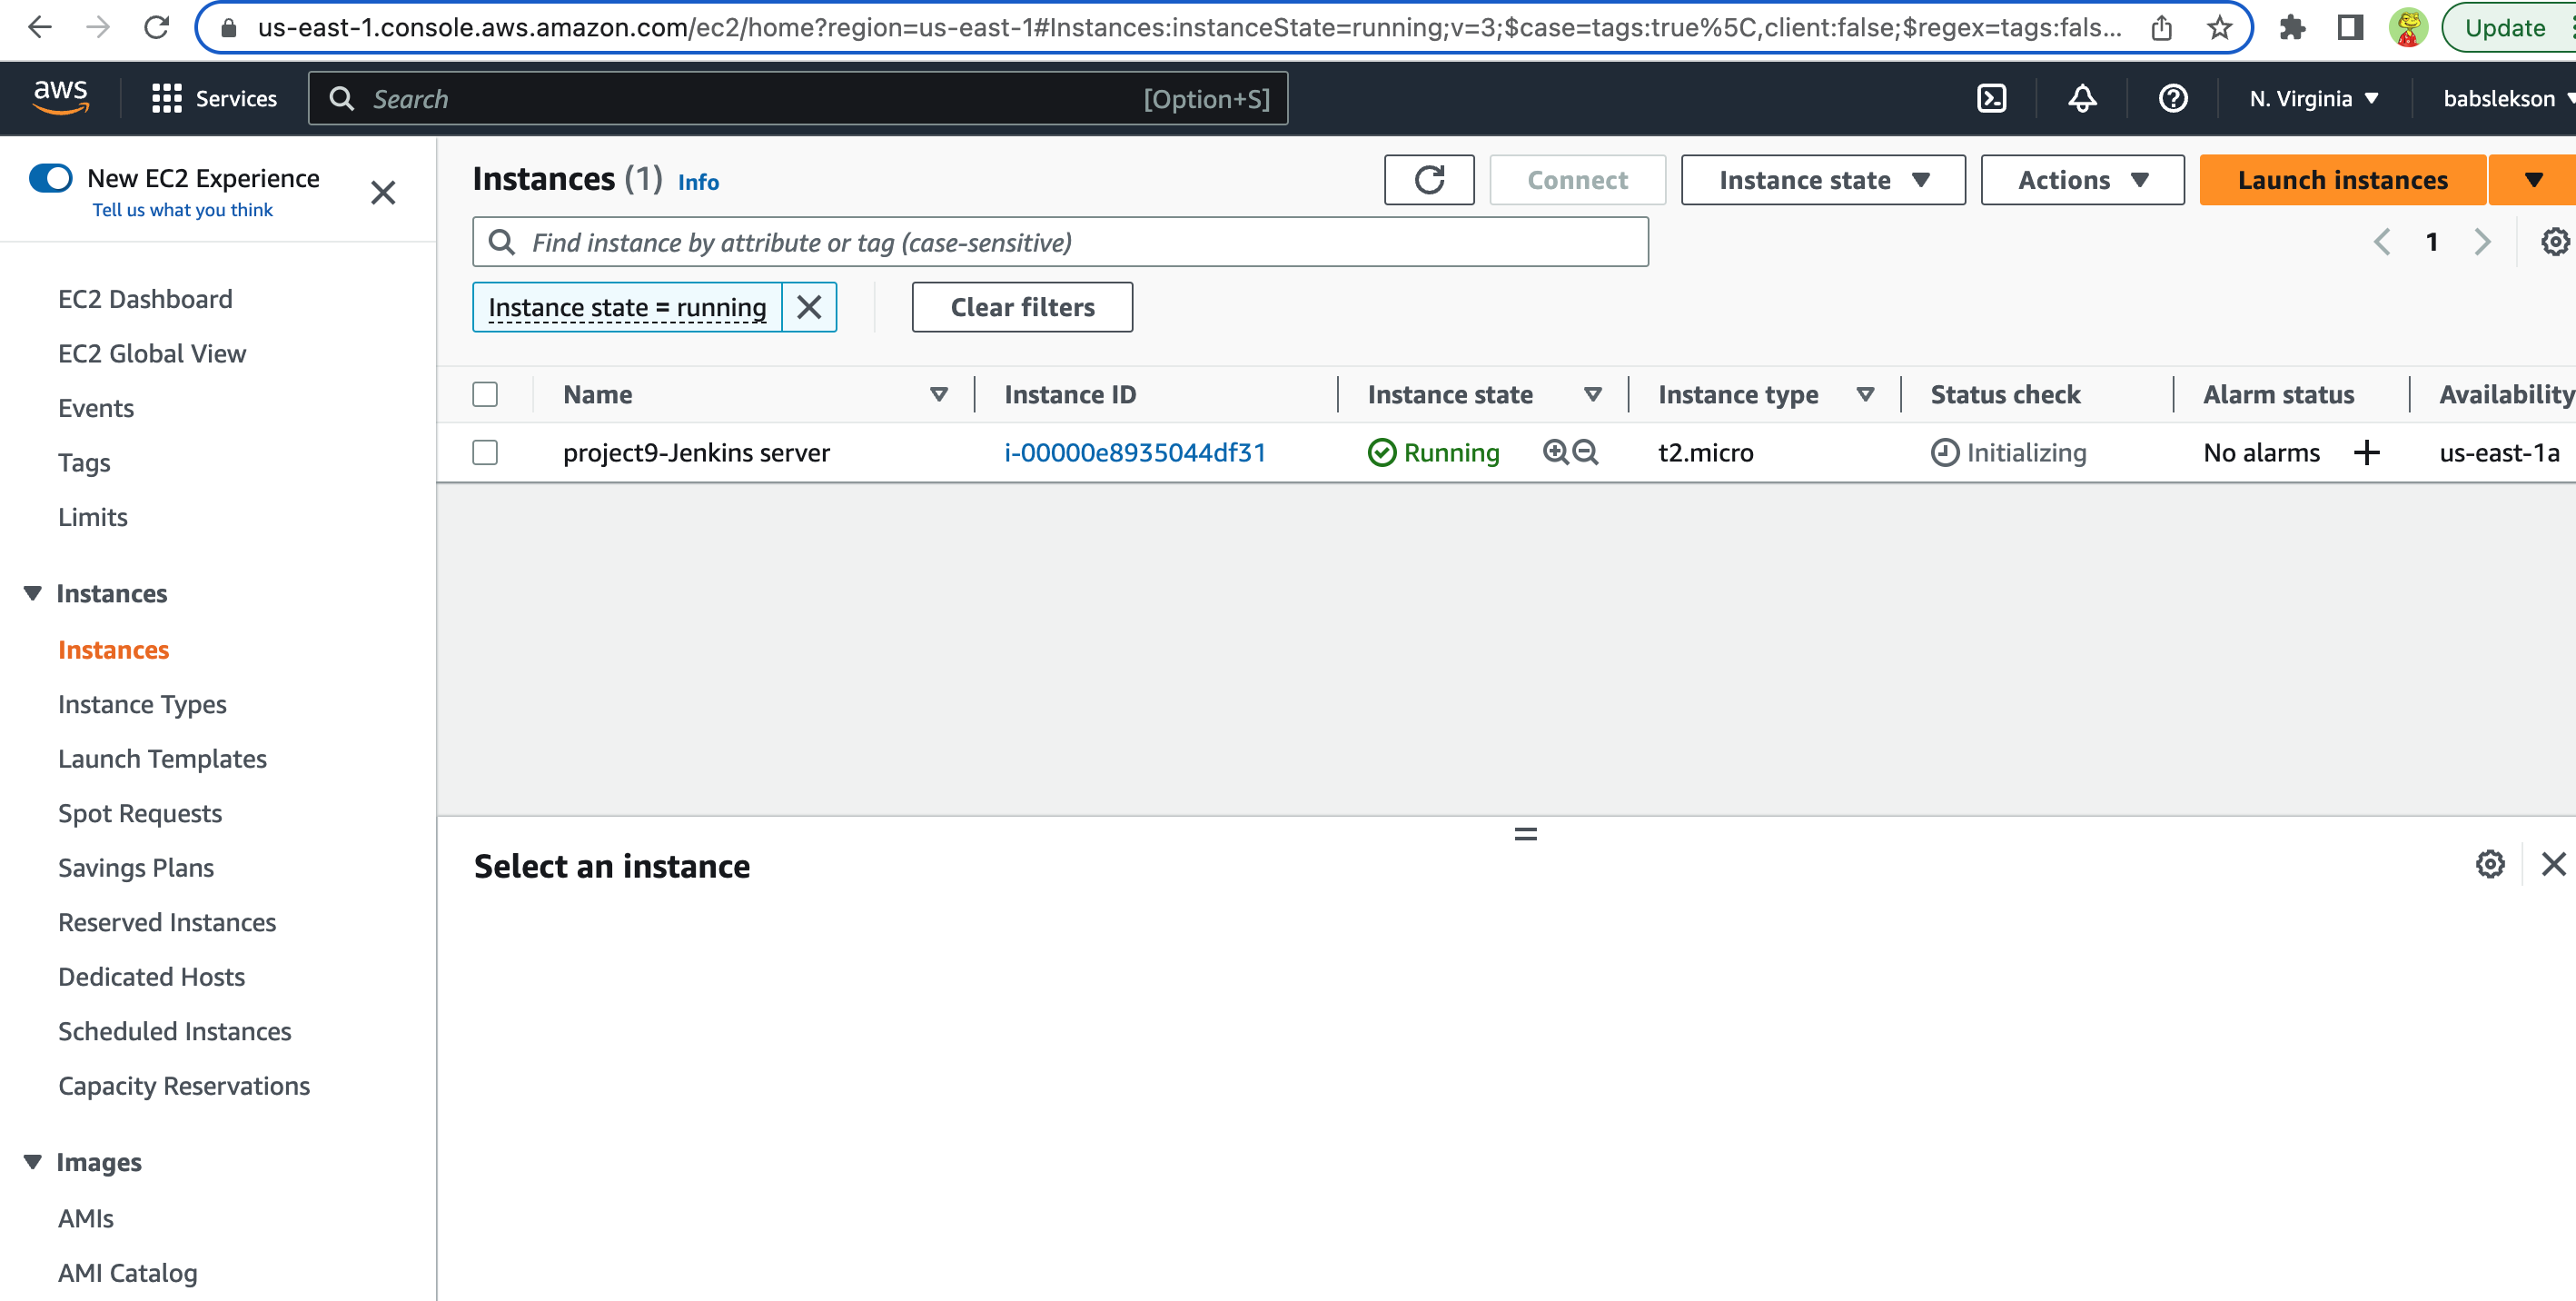 us-east-1.console.aws.amazon.com/ec2/home?region=us-east-1#Instances:instanceState=running;v=3;$case=tags:true%5C,client:false;$regex=tags:fals...
Update
aws
Services
Search
[Option+S]
N. Virginia
babslekson
New EC2 Experience
Tell us what you think
EC2 Dashboard
EC2 Global View
Events
Tags
Limits
Instances
Instances
Instance Types
Launch Templates
Spot Requests
Savings Plans
Reserved Instances
Dedicated Hosts
Scheduled Instances
Capacity Reservations
Images
AMIs
AMI Catalog
Instances (1) Info
Connect
Instance state
Actions
Launch instances
Find instance by attribute or tag (case-sensitive)
1
Instance state = running
Clear filters
Name Instance ID Instance state Instance type Status check Alarm status Availability
project9-Jenkins server i-00000e8935044df31 Running t2.micro Initializing No alarms us-east-1a
Select an instance